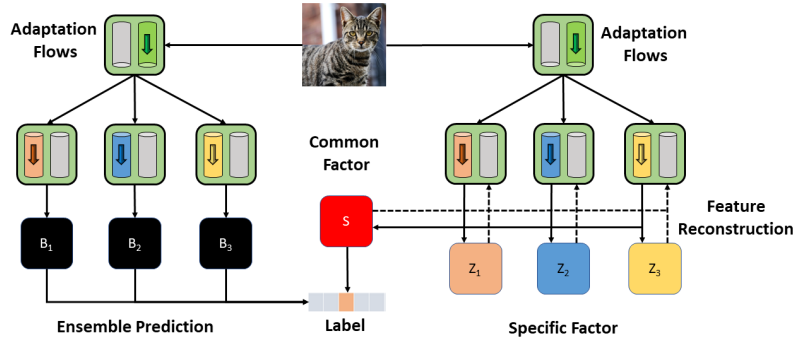 Adaptation
Flows
Adaptation
Flows
Common
Factor
B1
B2
B3
S
Feature
Reconstruction
Z1
Z2
Z3
Ensemble Prediction
Label
Specific Factor